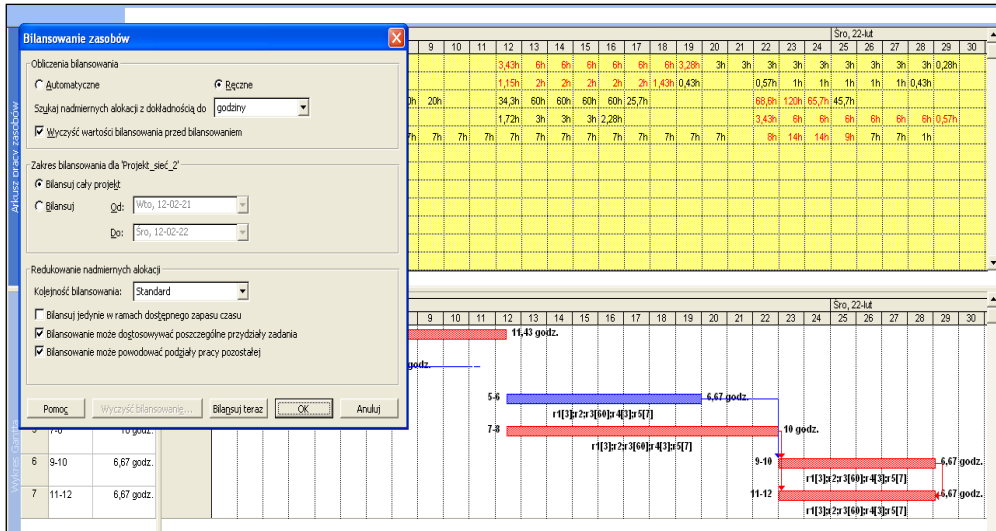 Śro, 22-lut
Bilansowanie zasobów
9 10 11 12 13 14 15 16 17 18 19 20 21 22 23 24 25 26 27 28 29 30
Obliczenia bilansowania
3,43h 6h 6h 6h 6h 6h 6h 3,28h 3h 3h 3h 3h 3h 3h 3h 3h 3h 0,28h
Automatyczne Ręczne
1,15h 2h 2h 2h 2h 2h 1,43h 0,43h 0,57h 1h 1h 1h 1h 1h 0,43h
Szukaj nadmiernych alokacji z dokładnością do godziny
0h 20h 34,3h 60h 60h 60h 60h 25,7h 68,6h 120h 65,7h 45,7h
1,72h 3h 3h 3h 2,28h 3,43h 6h 6h 6h 6h 6h 6h 0,57h
Wyczyść wartości bilansowania przed bilansowaniem
7h 7h 7h 7h 7h 7h 7h 7h 7h 7h 7h 7h 7h 7h 8h 14h 14h 9h 7h 7h 1h
Arkusz pracy zasobów
Zakres bilansowania dla 'Projekt_sieć_2'
Bilansuj cały projekt
Bilansuj Od: Wto, 12-02-21
Do: Śro, 12-02-22
Redukowanie nadmiernych alokacji
Kolejność bilansowania: Standard
Śro, 22-lut
Bilansuj jedynie w ramach dostępnego zapasu czasu
9 10 11 12 13 14 15 16 17 18 19 20 21 22 23 24 25 26 27 28 29 30
Bilansowanie może dostosowywać poszczególne przydziały zadania
11,43 godz.
Bilansowanie może powodować podziały pracy pozostałej
godz.
5-6 6,67 godz.
Pomoc Wyczyść bilansowanie... Bilansuj teraz OK Anuluj
r1[3];r2;r3[60];r4[3];r5[7]
5 7-8 10 godz.
7-8 10 godz.
r1[3];r2;r3[60];r4[3];r5[7]
Wykres Gantta
6 9-10 6,67 godz.
9-10 6,67 godz.
r1[3];r2;r3[60];r4[3];r5[7]
7 11-12 6,67 godz.
11-12 6,67 godz.
r1[3];r2;r3[60];r4[3];r5[7]